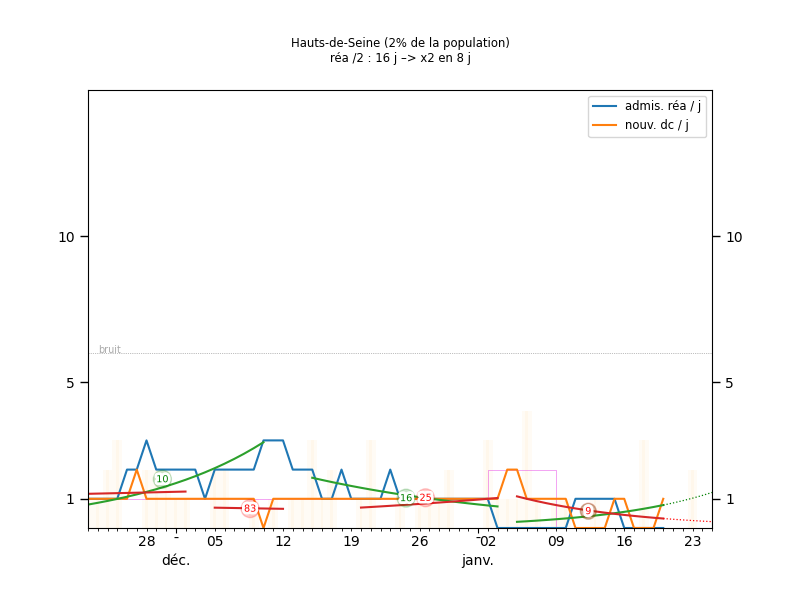 Hauts-de-Seine (2% de la population)
réa /2 : 16 j –> x2 en 8 j
admis. réa / j
nouv. dc / j
10 10
bruit
5 5
10
83
16 25
9
1 1
28 05 12 19 26 02 09 16 23
déc. janv.